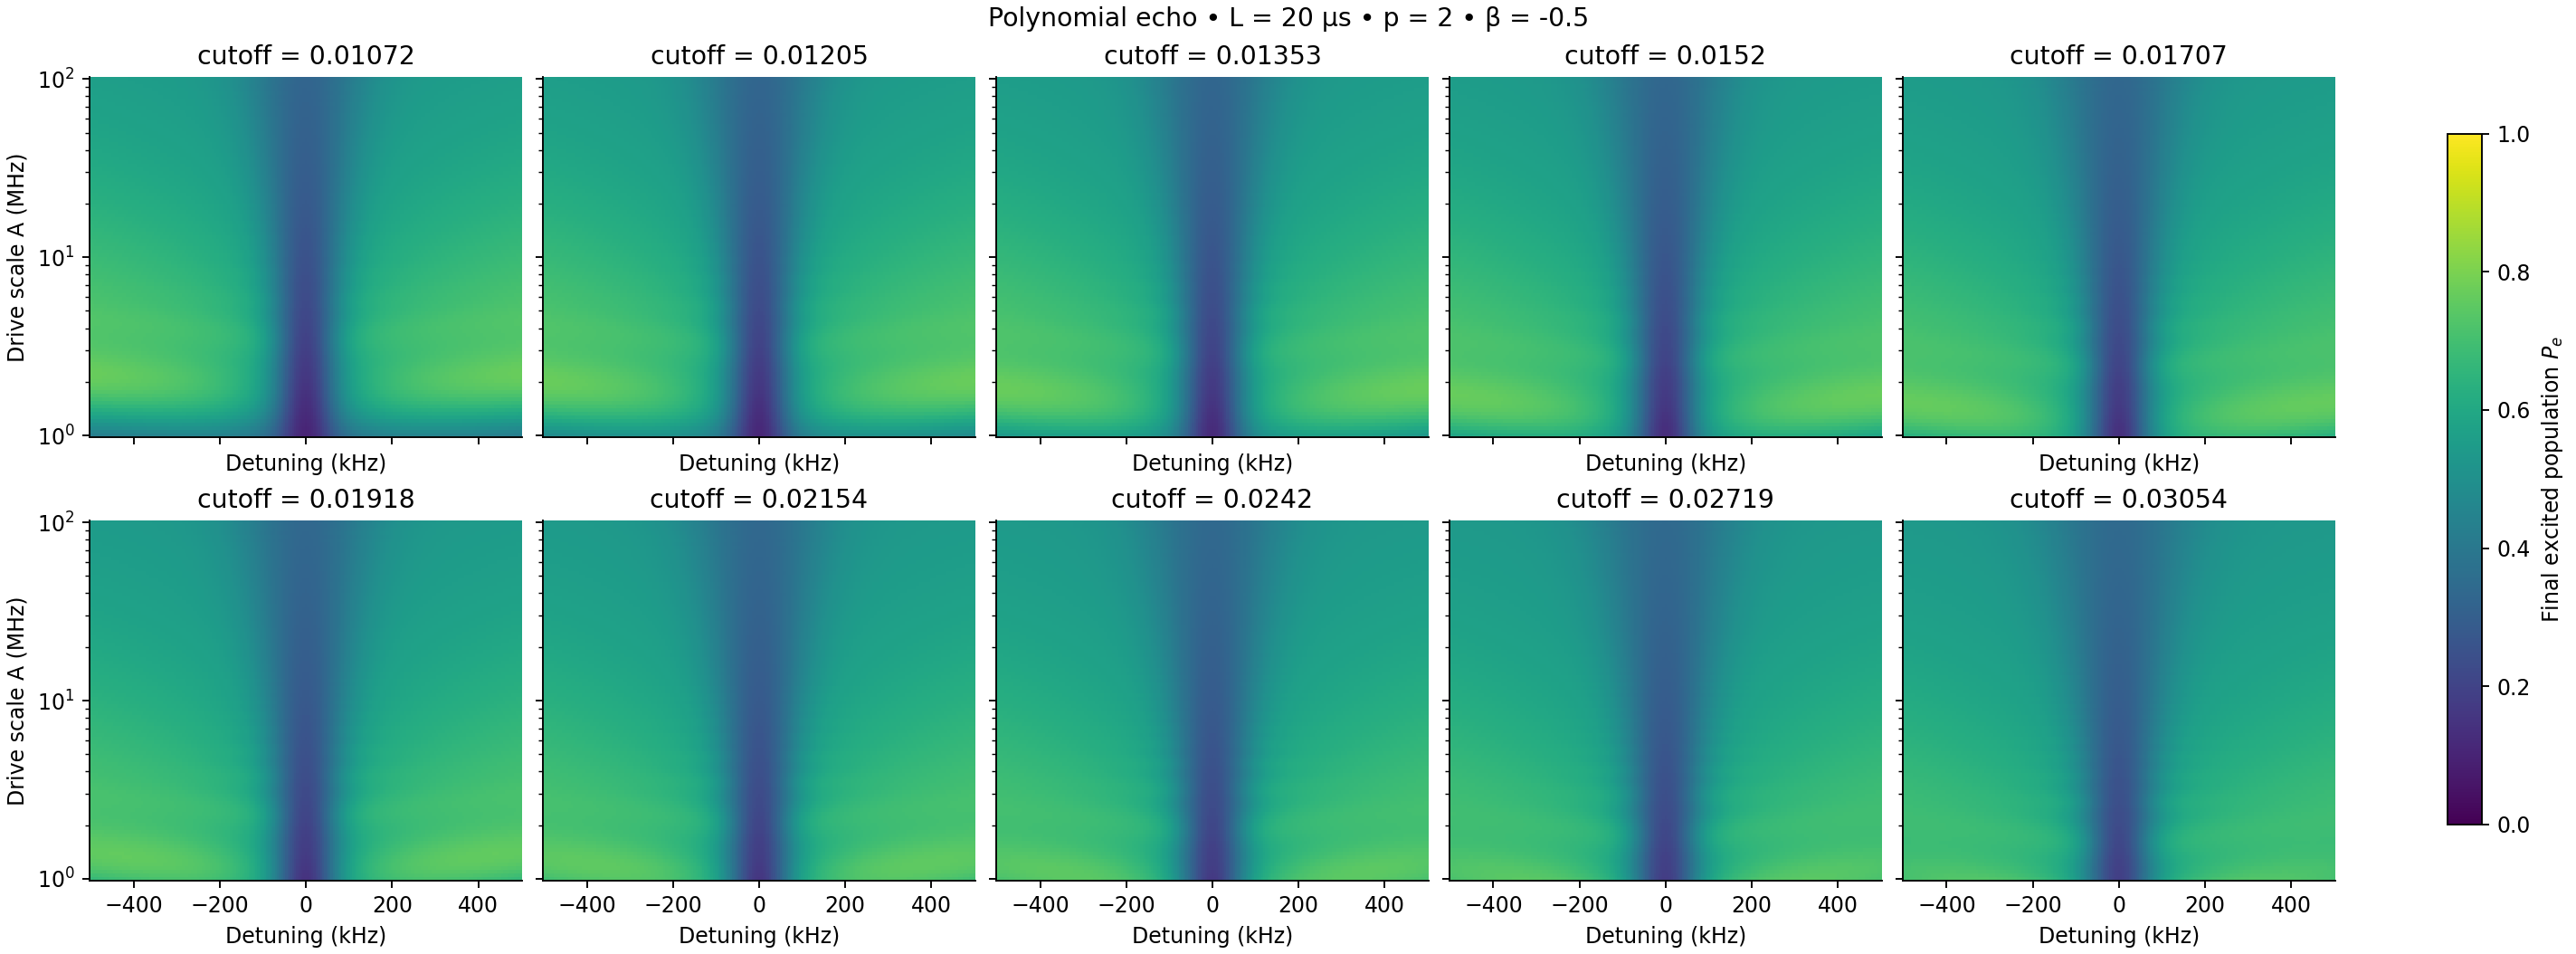 Polynomial echo • L = 20 μs • p = 2 • β = -0.5
cutoff = 0.01072
cutoff = 0.01205
cutoff = 0.01353
cutoff = 0.0152
cutoff = 0.01707
Drive scale A (MHz)
10²
10¹
10⁰
Detuning (kHz)
Detuning (kHz)
Detuning (kHz)
Detuning (kHz)
Detuning (kHz)
cutoff = 0.01918
cutoff = 0.02154
cutoff = 0.0242
cutoff = 0.02719
cutoff = 0.03054
Drive scale A (MHz)
10²
10¹
10⁰
−400 −200 0 200 400
−400 −200 0 200 400
−400 −200 0 200 400
−400 −200 0 200 400
−400 −200 0 200 400
Detuning (kHz)
Detuning (kHz)
Detuning (kHz)
Detuning (kHz)
Detuning (kHz)
1.0
0.8
0.6
0.4
0.2
0.0
Final excited population Pₑ